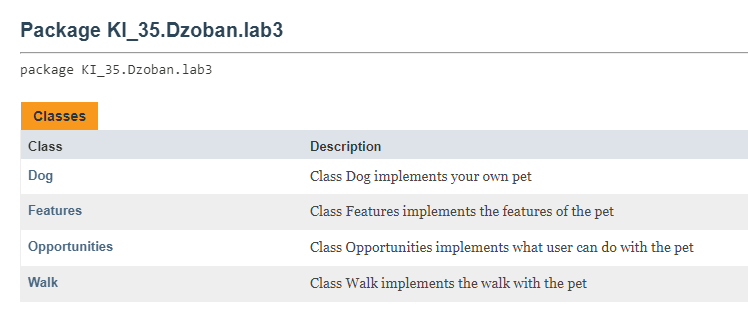 Package KI_35.Dzoban.lab3
package KI_35.Dzoban.lab3
Classes
Class Description
Dog Class Dog implements your own pet
Features Class Features implements the features of the pet
Opportunities Class Opportunities implements what user can do with the pet
Walk Class Walk implements the walk with the pet